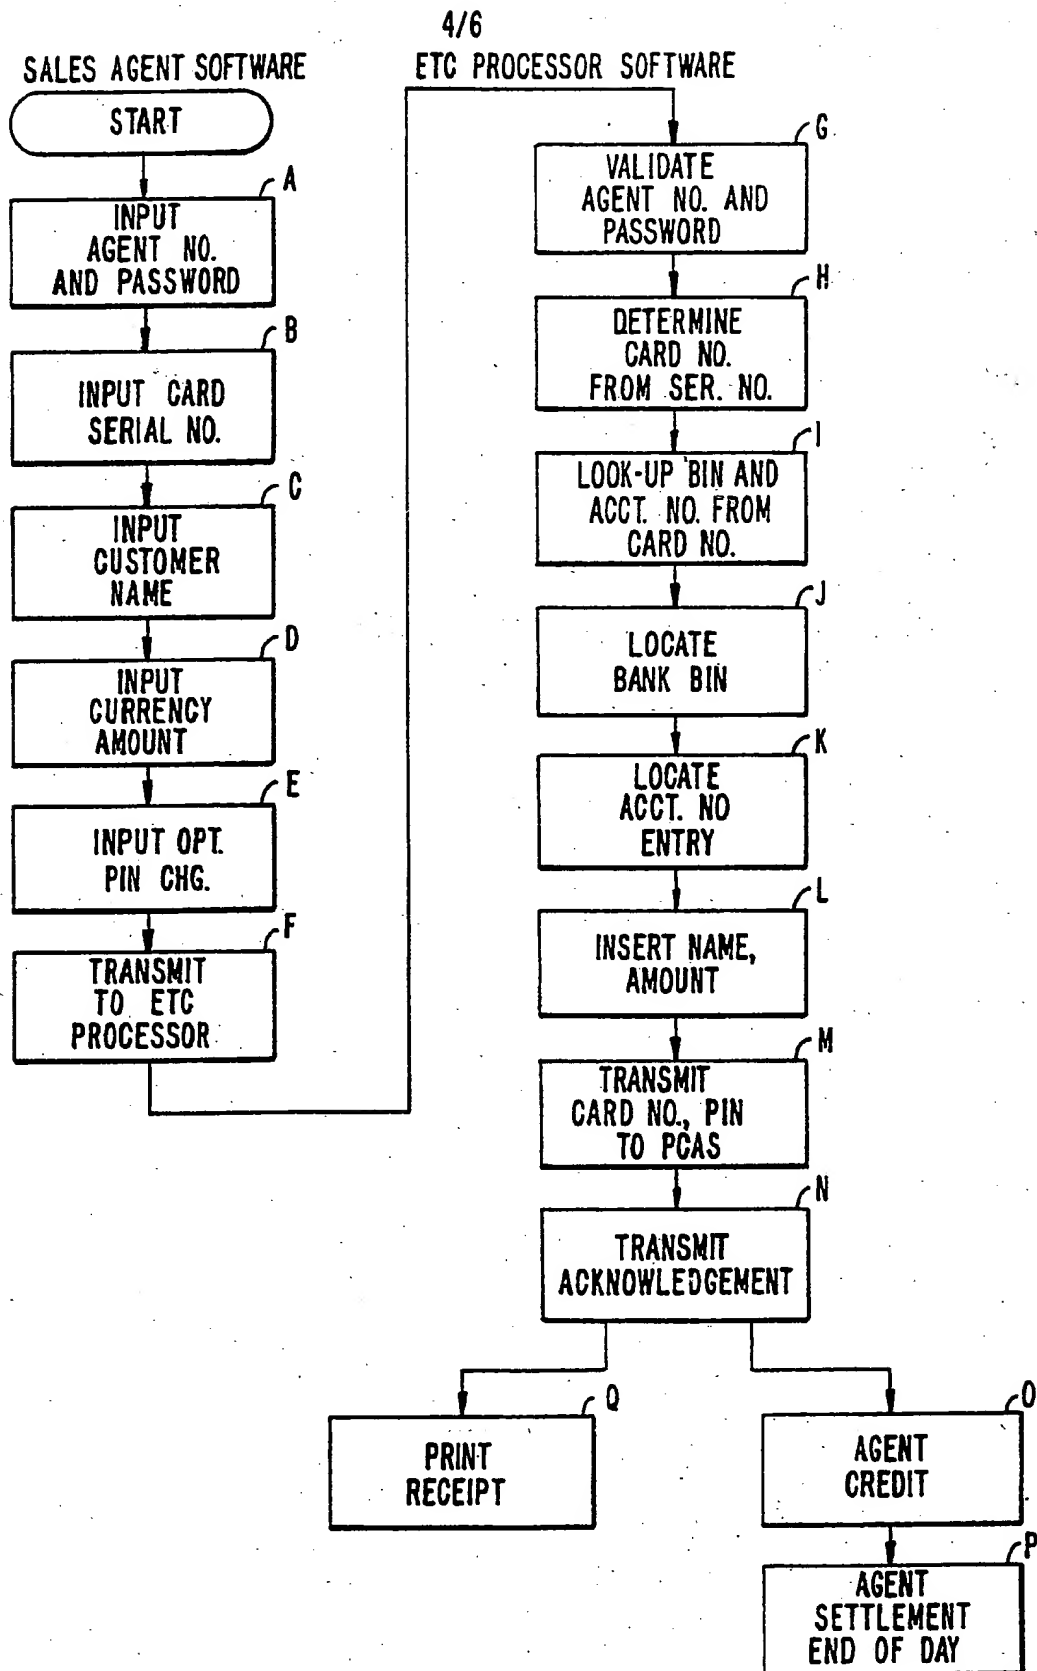 4/6
SALES AGENT SOFTWARE
START
A
INPUT
AGENT NO.
AND PASSWORD
B
INPUT CARD
SERIAL NO.
C
INPUT
CUSTOMER
NAME
D
INPUT
CURRENCY
AMOUNT
E
INPUT OPT.
PIN CHG.
F
TRANSMIT
TO ETC
PROCESSOR
ETC PROCESSOR SOFTWARE
G
VALIDATE
AGENT NO. AND
PASSWORD
H
DETERMINE
CARD NO.
FROM SER. NO.
I
LOOK-UP BIN AND
ACCT. NO. FROM
CARD NO.
J
LOCATE
BANK BIN
K
LOCATE
ACCT. NO
ENTRY
L
INSERT NAME,
AMOUNT
M
TRANSMIT
CARD NO., PIN
TO PCAS
N
TRANSMIT
ACKNOWLEDGEMENT
Q
PRINT
RECEIPT
O
AGENT
CREDIT
P
AGENT
SETTLEMENT
END OF DAY